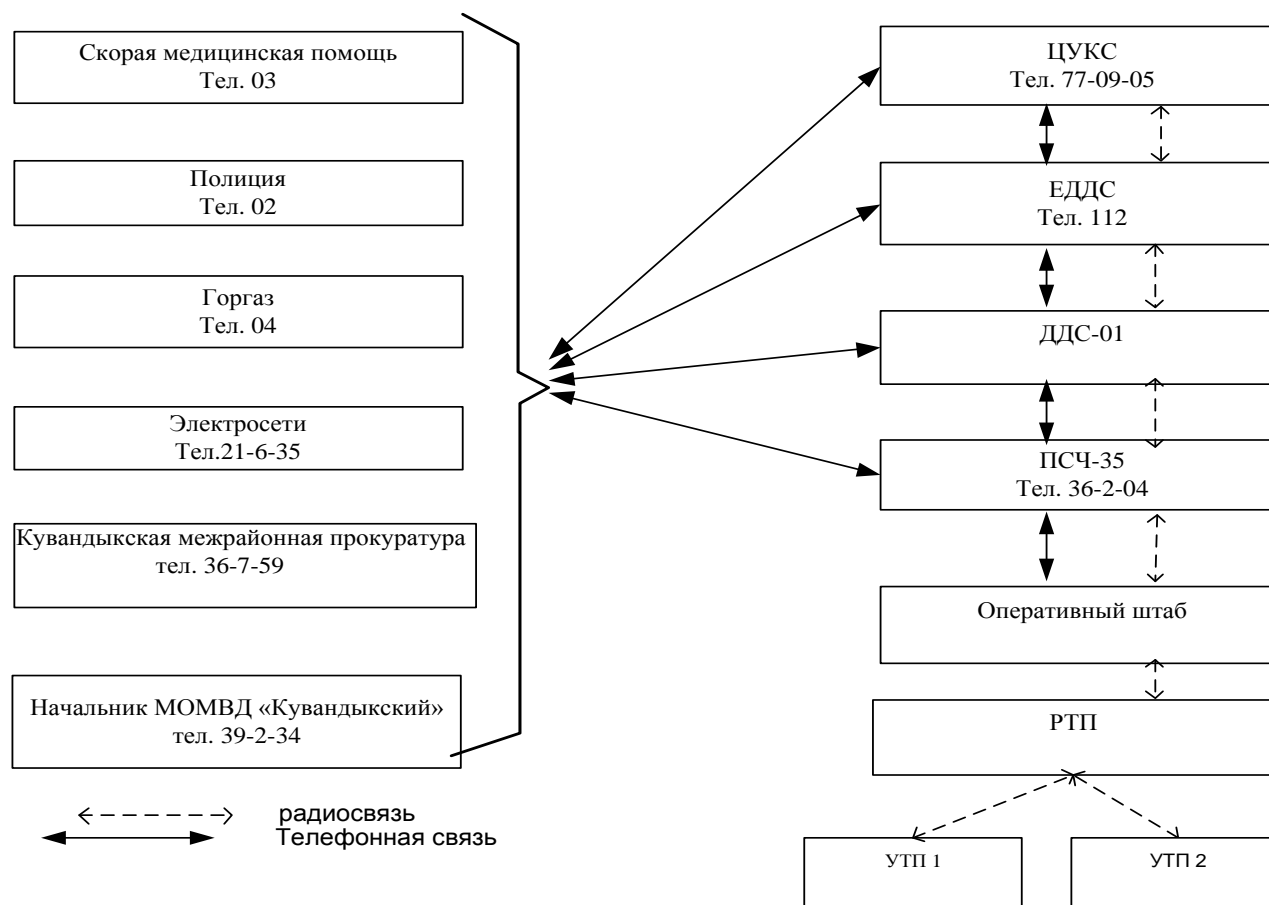 Скорая медицинская помощь
Тел. 03
Полиция
Тел. 02
Горгаз
Тел. 04
Электросети
Тел.21-6-35
Кувандыкская межрайонная прокуратура
тел. 36-7-59
Начальник МОМВД «Кувандыкский»
тел. 39-2-34
радиосвязь
Телефонная связь
ЦУКС
Тел. 77-09-05
ЕДДС
Тел. 112
ДДС-01
ПСЧ-35
Тел. 36-2-04
Оперативный штаб
РТП
УТП 1
УТП 2